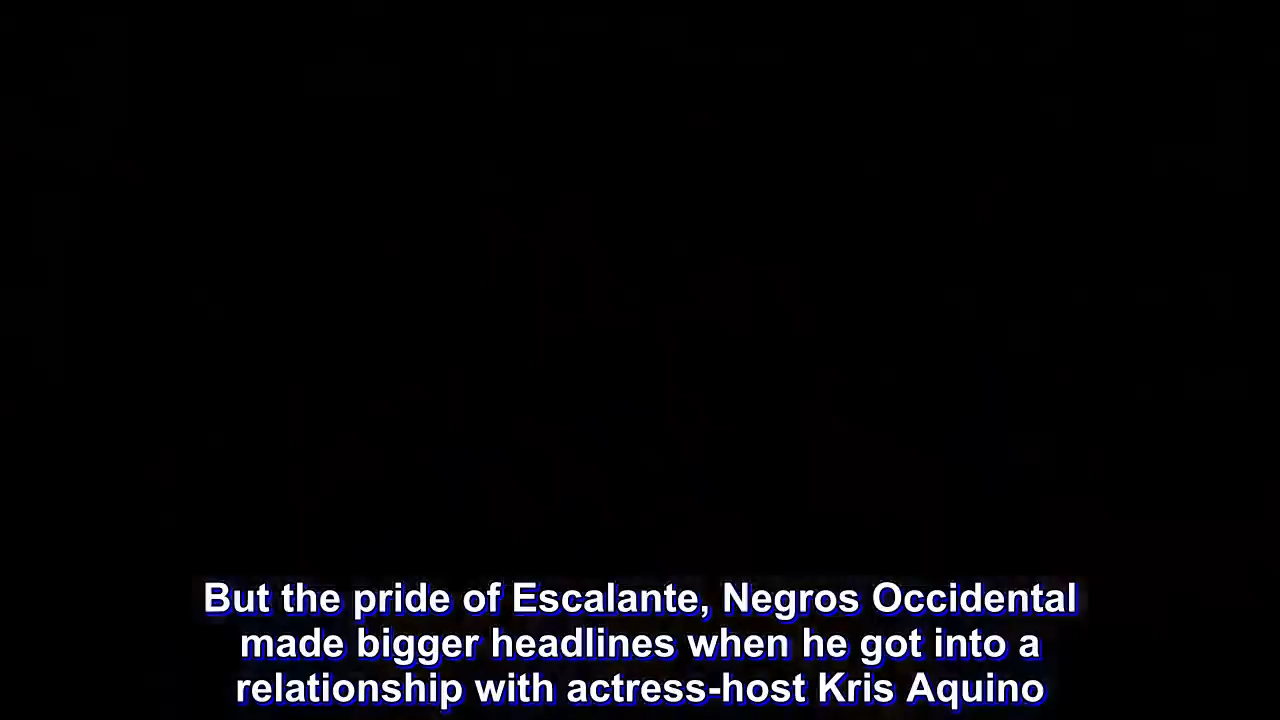 But the pride of Escalante, Negros Occidental
made bigger headlines when he got into a
relationship with actress-host Kris Aquino